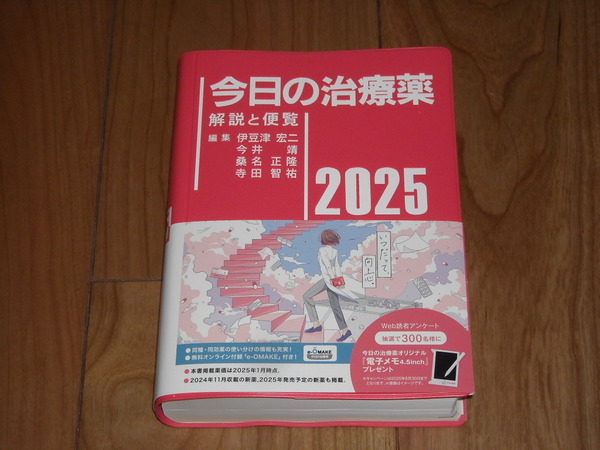 今日の治療薬
解説と便覧
編集 伊豆津 宏二
今井 靖
桑名 正隆
寺田 智祐
2025
いつだって、
向上心。
●同種・同効薬の使い分けの情報も充実！
●無料オンライン付録「e-OMAKE」付き！
e-OMAKE
●本書掲載薬価は2025年1月時点。
●2024年11月収載の新薬、2025年発売予定の新薬も掲載。
Web読者アンケート
抽選で300名様に
今日の治療薬オリジナル
『電子メモ4.5inch』
プレゼント